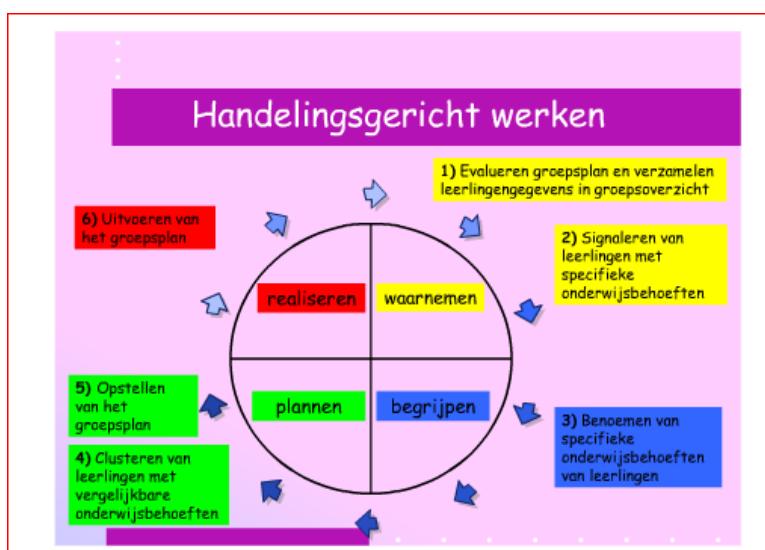 Handelingsgericht werken
1) Evalueren groepsplan en verzamelen
leerlingengegevens in groepsoverzicht
2) Signaleren van
leerlingen met
specifieke
onderwijsbehoeften
3) Benoemen van
specifieke
onderwijsbehoeften
van leerlingen
4) Clusteren van
leerlingen met
vergelijkbare
onderwijsbehoeften
5) Opstellen
van het
groepsplan
6) Uitvoeren van
het groepsplan
realiseren
waarnemen
plannen
begrijpen